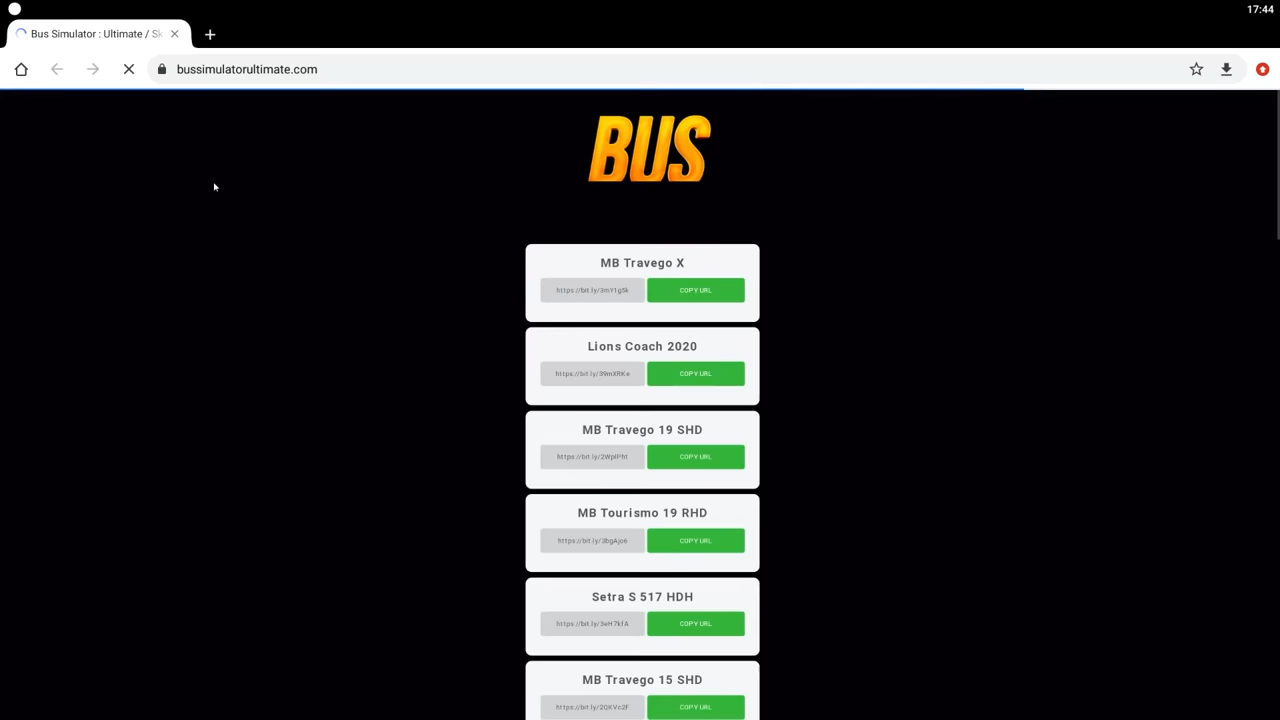 17:44
Bus Simulator : Ultimate / Sk
bussimulatorultimate.com
BUS
MB Travego X
https://bit.ly/3mY1g5k COPY URL
Lions Coach 2020
https://bit.ly/39mXRKe COPY URL
MB Travego 19 SHD
https://bit.ly/2WplPht COPY URL
MB Tourismo 19 RHD
https://bit.ly/3bgAjo6 COPY URL
Setra S 517 HDH
https://bit.ly/3eH7kfA COPY URL
MB Travego 15 SHD
https://bit.ly/2QXVc2F COPY URL